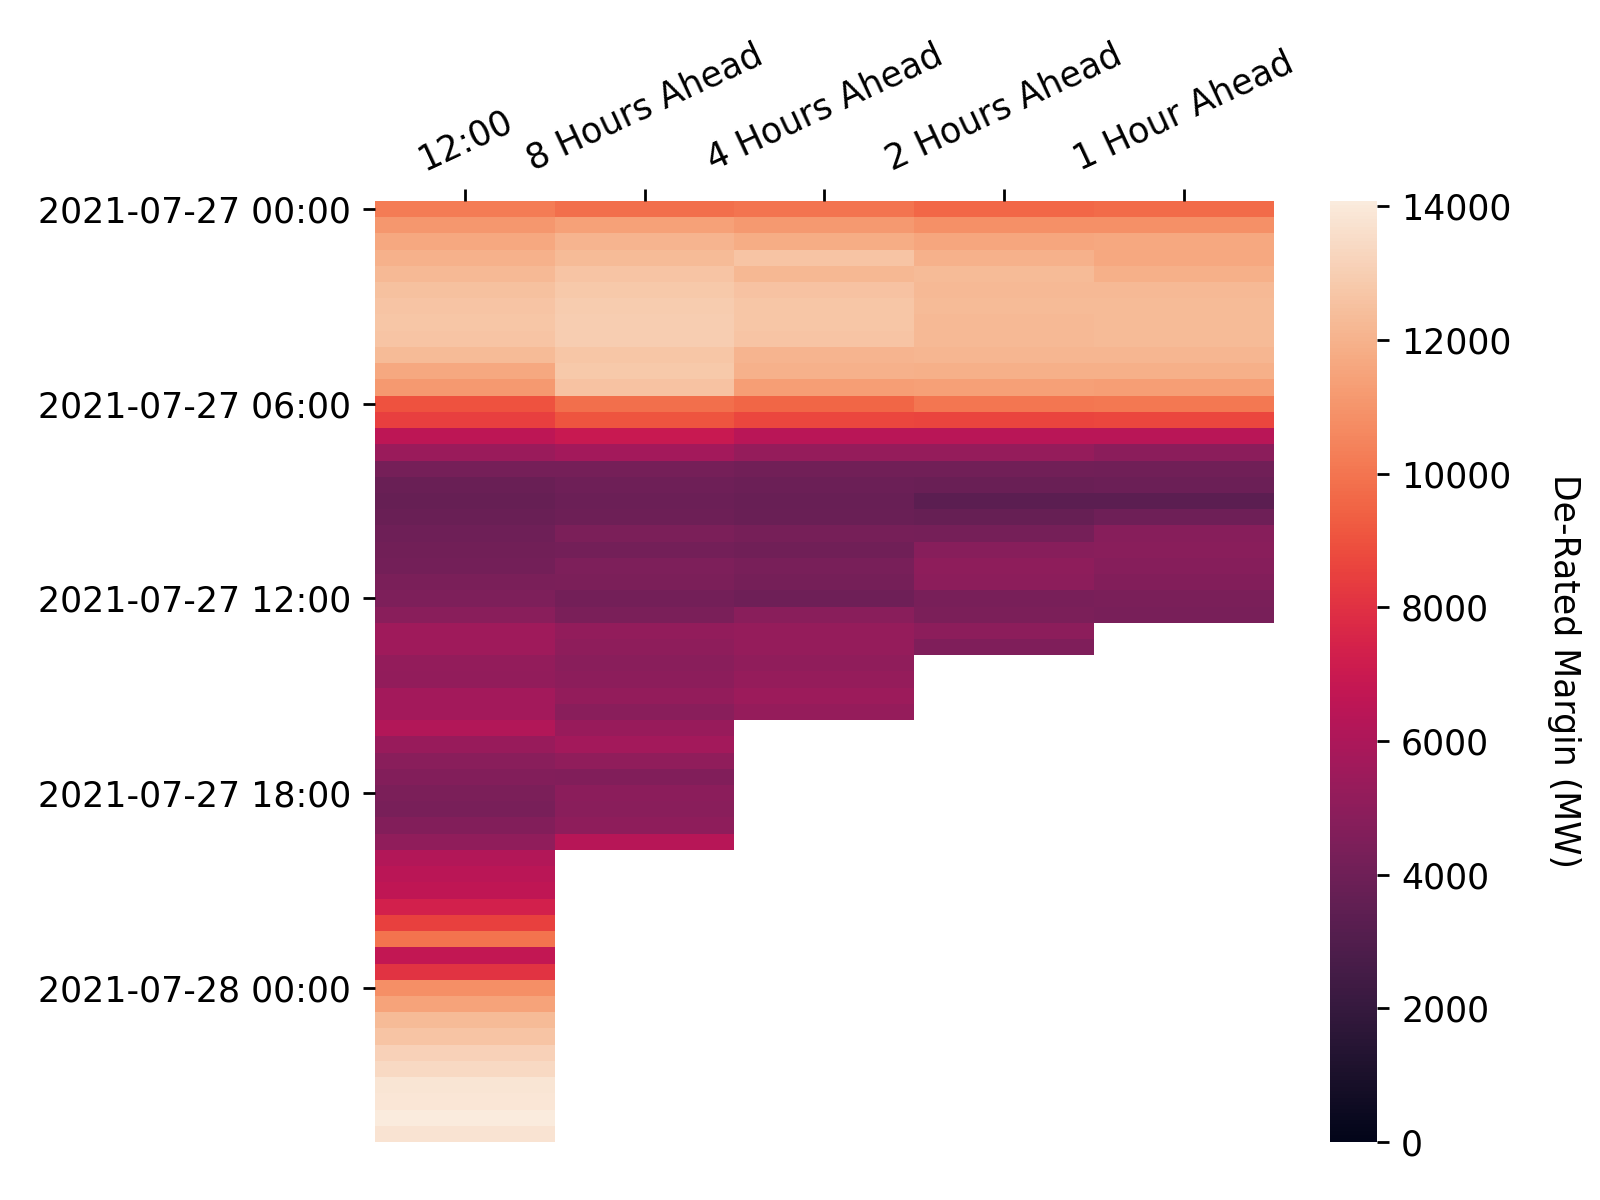 12:00
8 Hours Ahead
4 Hours Ahead
2 Hours Ahead
1 Hour Ahead
2021-07-27 00:00
2021-07-27 06:00
2021-07-27 12:00
2021-07-27 18:00
2021-07-28 00:00
14000
12000
10000
8000
6000
4000
2000
0
De-Rated Margin (MW)